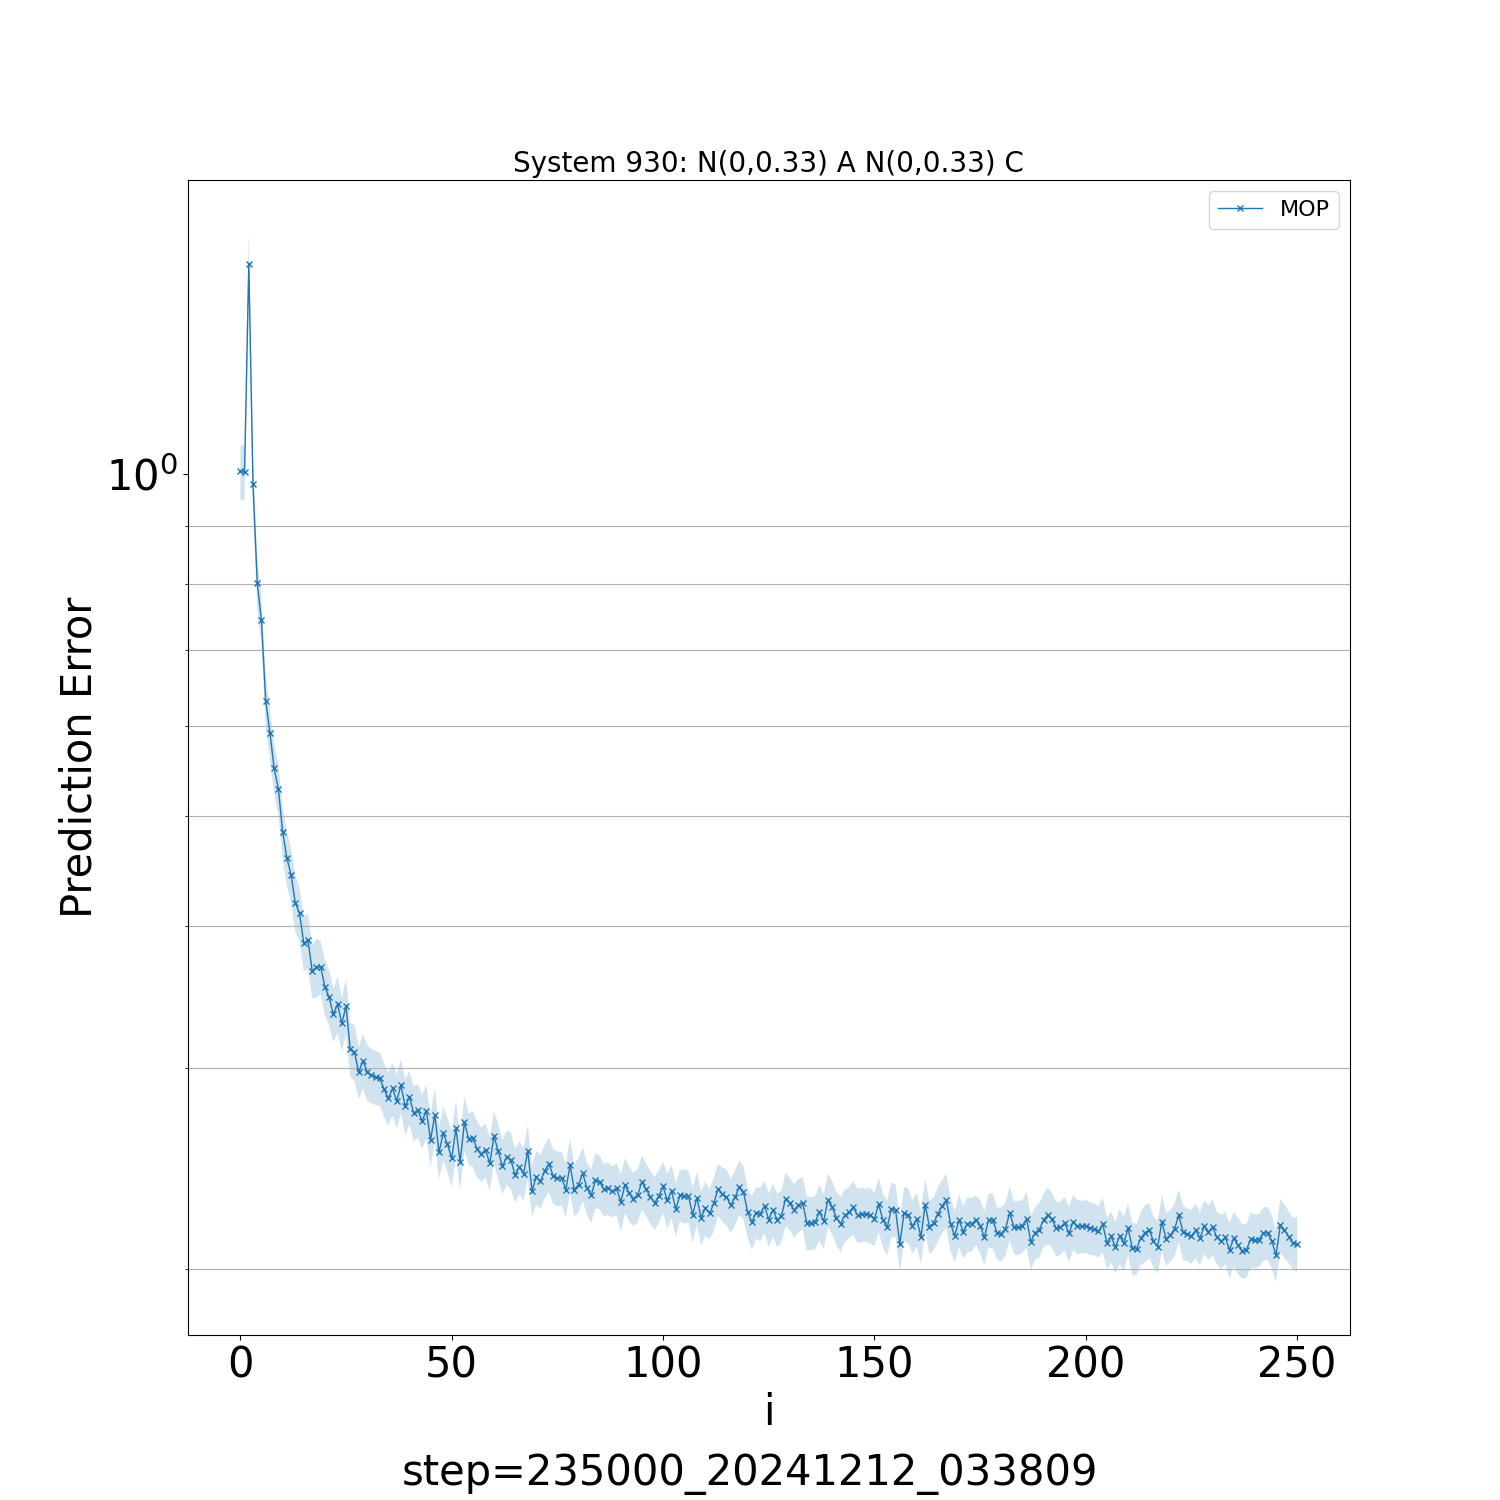 System 930: N(0,0.33) A N(0,0.33) C
MOP
10⁰
Prediction Error
0 50 100 150 200 250
i
step=235000_20241212_033809